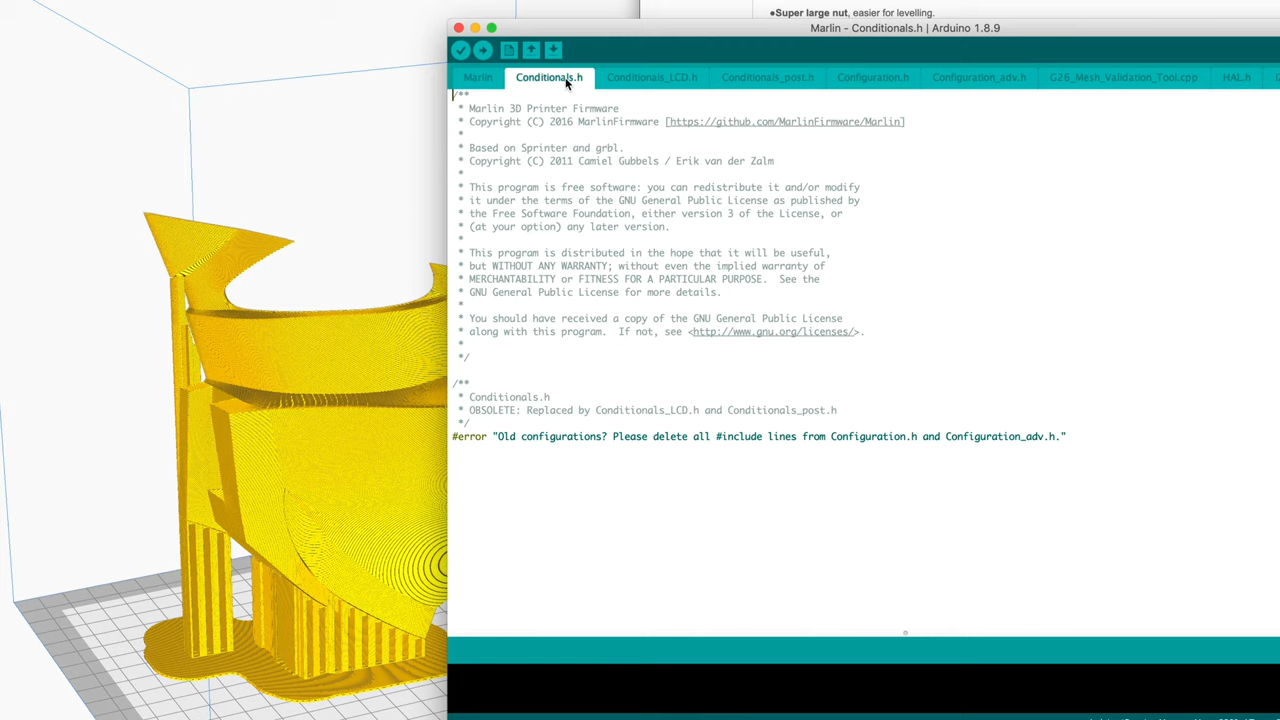 ●Super large nut, easier for levelling.
Marlin - Conditionals.h | Arduino 1.8.9
Marlin Conditionals.h Conditionals_LCD.h Conditionals_post.h Configuration.h Configuration_adv.h G26_Mesh_Validation_Tool.cpp HAL.h
/**
* Marlin 3D Printer Firmware
* Copyright (C) 2016 MarlinFirmware [https://github.com/MarlinFirmware/Marlin]
*
* Based on Sprinter and grbl.
* Copyright (C) 2011 Camiel Gubbels / Erik van der Zalm
*
* This program is free software: you can redistribute it and/or modify
* it under the terms of the GNU General Public License as published by
* the Free Software Foundation, either version 3 of the License, or
* (at your option) any later version.
*
* This program is distributed in the hope that it will be useful,
* but WITHOUT ANY WARRANTY; without even the implied warranty of
* MERCHANTABILITY or FITNESS FOR A PARTICULAR PURPOSE.  See the
* GNU General Public License for more details.
*
* You should have received a copy of the GNU General Public License
* along with this program.  If not, see <http://www.gnu.org/licenses/>.
*
*/
/**
* Conditionals.h
* OBSOLETE: Replaced by Conditionals_LCD.h and Conditionals_post.h
*/
#error "Old configurations? Please delete all #include lines from Configuration.h and Configuration_adv.h."